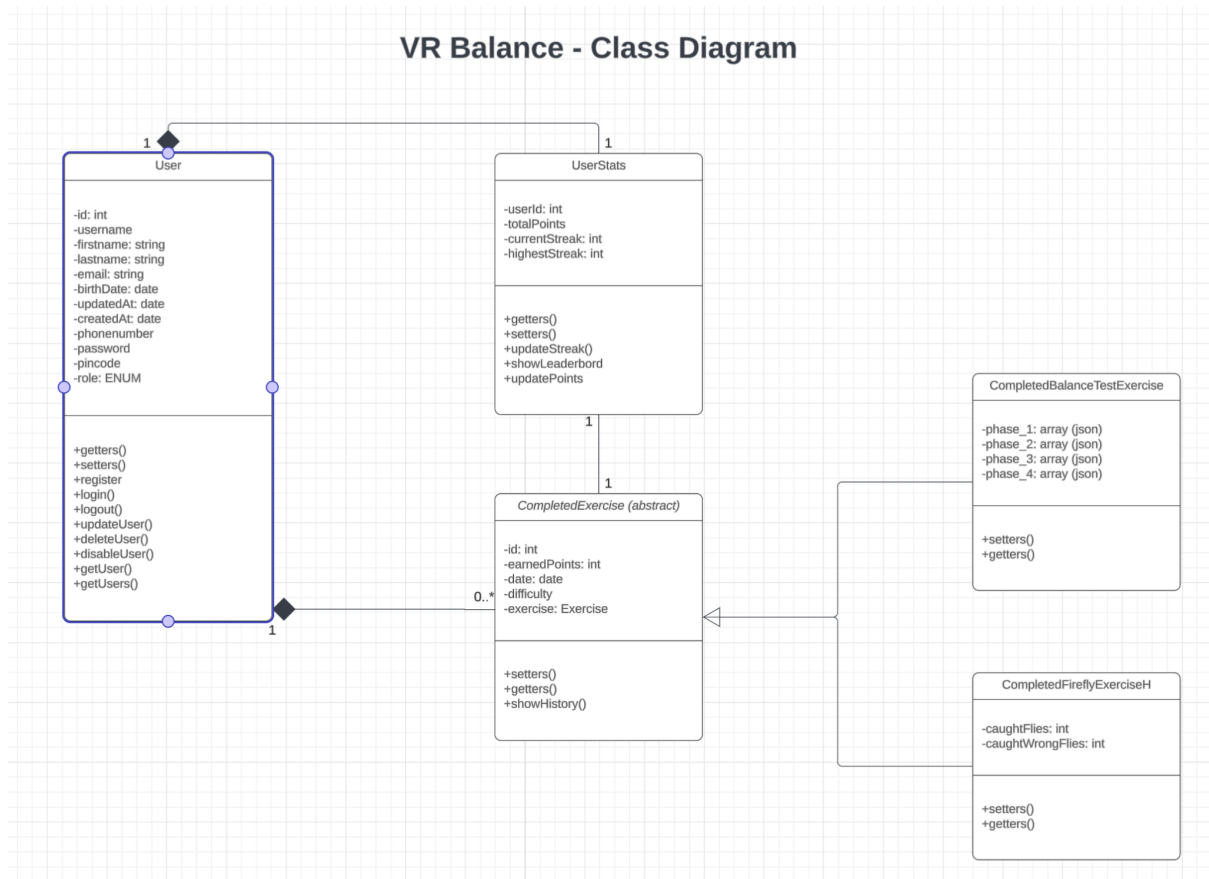 VR Balance - Class Diagram
1
1
User
-id: int
-username
-firstname: string
-lastname: string
-email: string
-birthDate: date
-updatedAt: date
-createdAt: date
-phonenumber
-password
-pincode
-role: ENUM
+getters()
+setters()
+register
+login()
+logout()
+updateUser()
+deleteUser()
+disableUser()
+getUser()
+getUsers()
1
UserStats
-userId: int
-totalPoints
-currentStreak: int
-highestStreak: int
+getters()
+setters()
+updateStreak()
+showLeaderbord
+updatePoints
1
1
CompletedExercise (abstract)
-id: int
-earnedPoints: int
-date: date
-difficulty
-exercise: Exercise
0..*
+setters()
+getters()
+showHistory()
CompletedBalanceTestExercise
-phase_1: array (json)
-phase_2: array (json)
-phase_3: array (json)
-phase_4: array (json)
+setters()
+getters()
CompletedFireflyExerciseH
-caughtFlies: int
-caughtWrongFlies: int
+setters()
+getters()